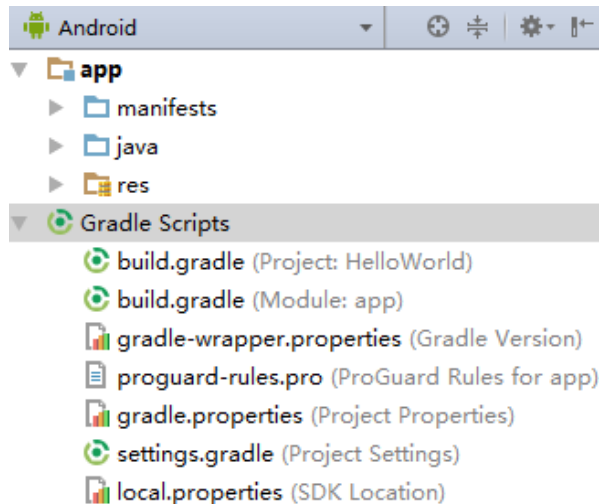 Android
app
manifests
java
res
Gradle Scripts
build.gradle (Project: HelloWorld)
build.gradle (Module: app)
gradle-wrapper.properties (Gradle Version)
proguard-rules.pro (ProGuard Rules for app)
gradle.properties (Project Properties)
settings.gradle (Project Settings)
local.properties (SDK Location)